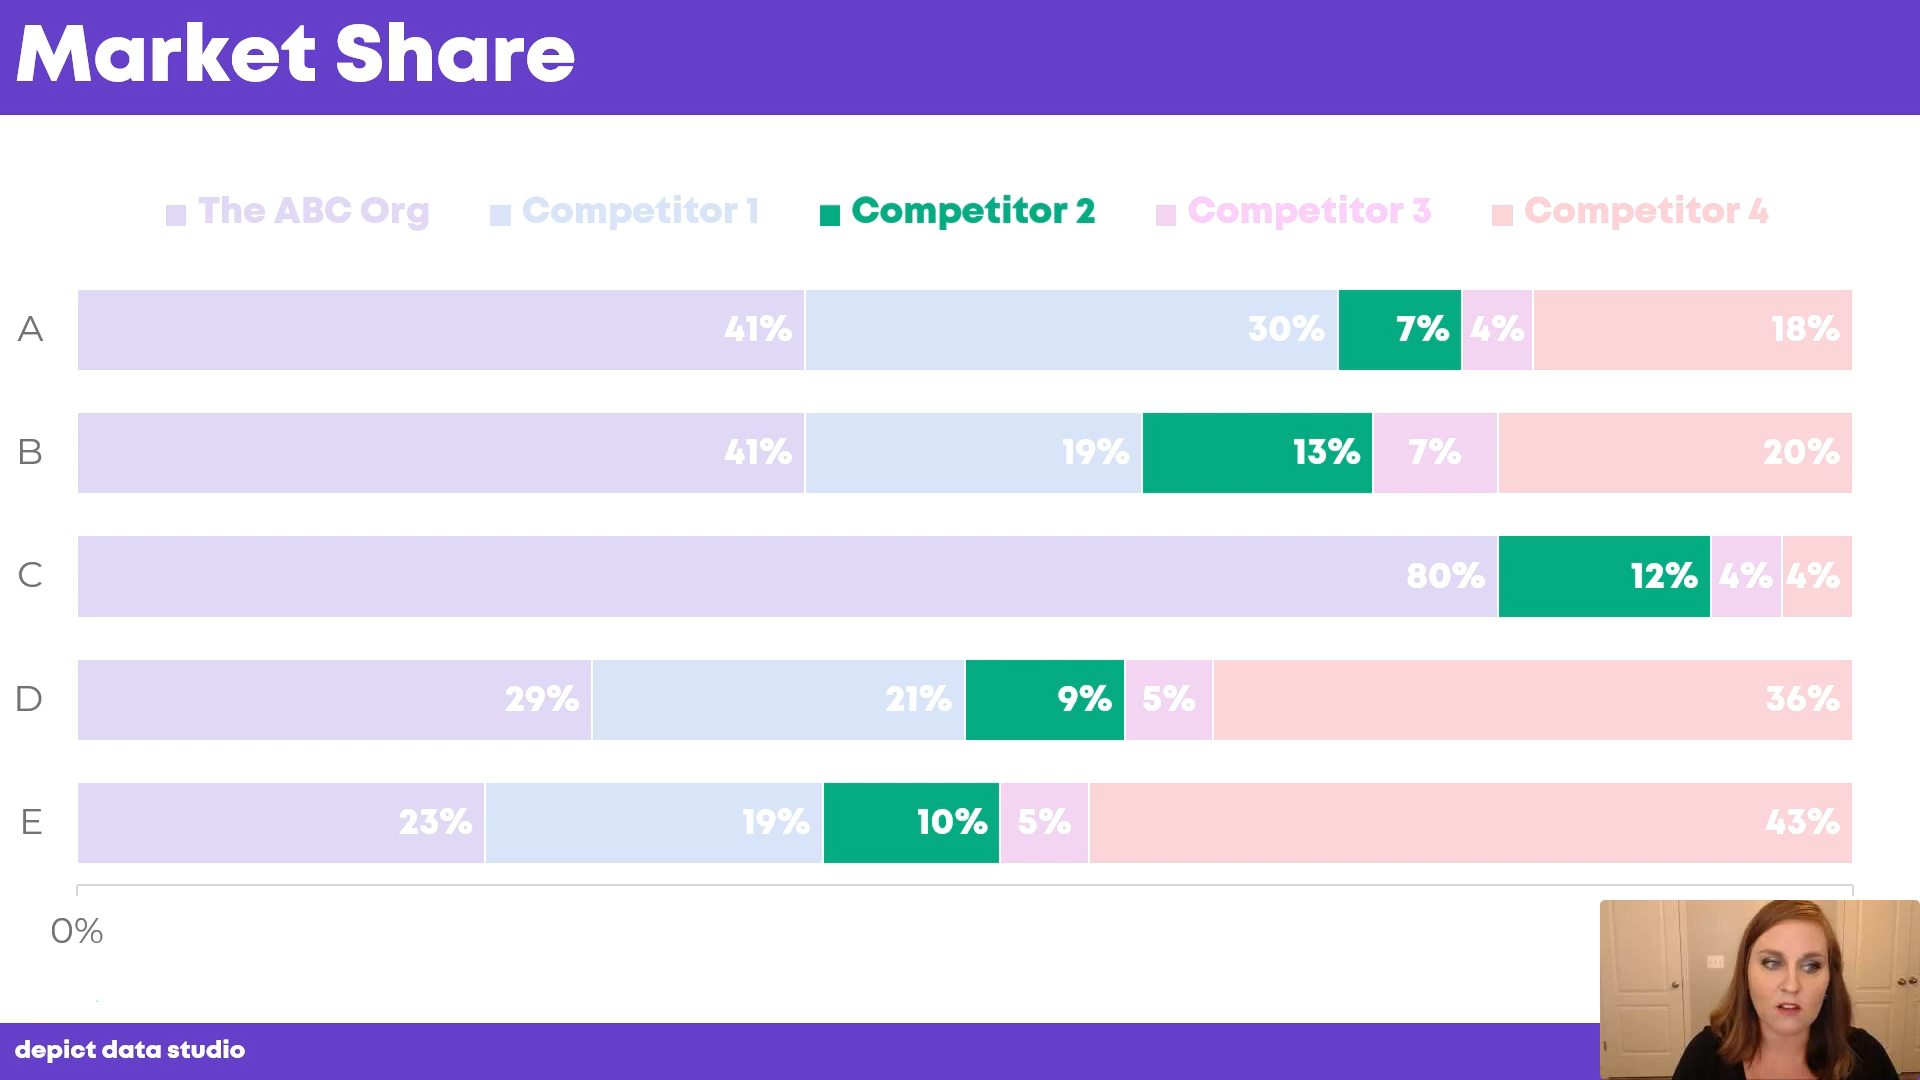 Market Share
The ABC Org Competitor 1 Competitor 2 Competitor 3 Competitor 4
A 41% 30% 7% 4% 18%
B 41% 19% 13% 7% 20%
C 80% 12% 4% 4%
D 29% 21% 9% 5% 36%
E 23% 19% 10% 5% 43%
0%
depict data studio